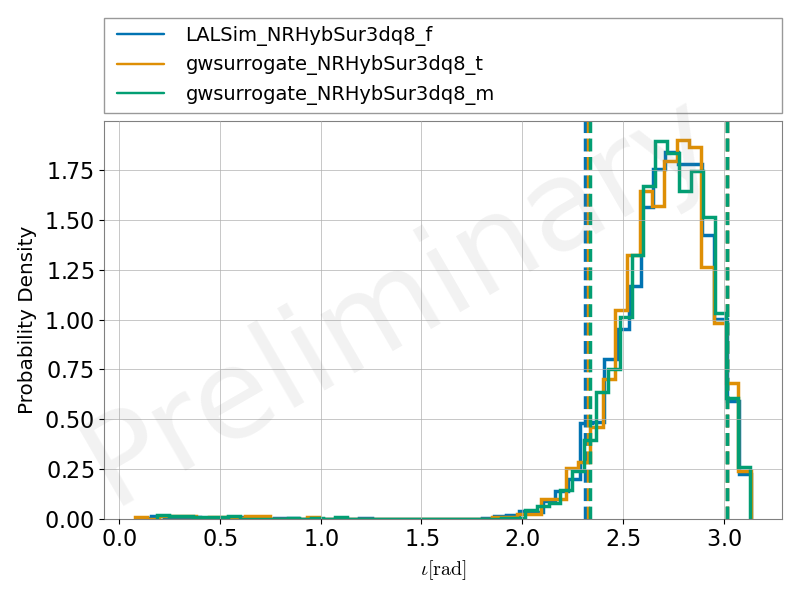 LALSim_NRHybSur3dq8_f
gwsurrogate_NRHybSur3dq8_t
gwsurrogate_NRHybSur3dq8_m
Preliminary
Probability Density
1.75
1.50
1.25
1.00
0.75
0.50
0.25
0.00
0.0 0.5 1.0 1.5 2.0 2.5 3.0
ι[rad]